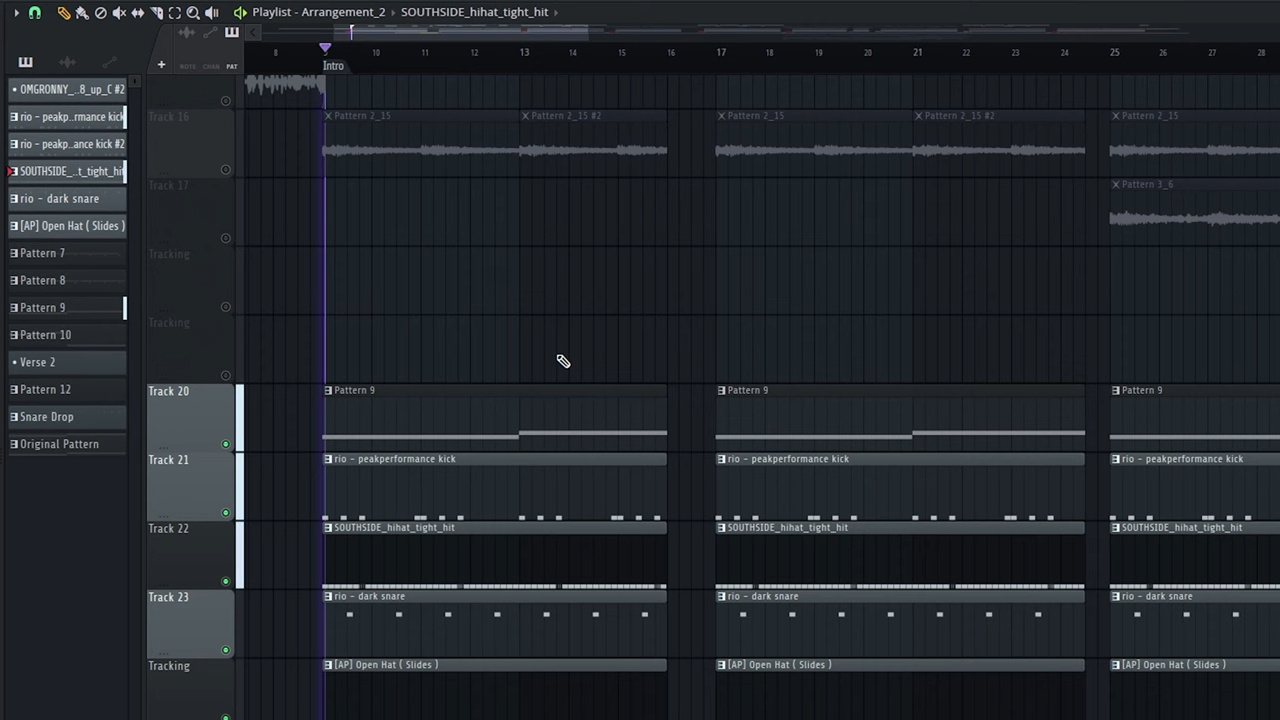 Playlist - Arrangement_2 › SOUTHSIDE_hihat_tight_hit ›
NOTE CHAN PAT
8 9 10 11 12 13 14 15 16 17 18 19 20 21 22 23 24 25 26 27 28
Intro
OMGRONNY_..8_up_C #2
rio - peakp..rmance kick
rio - peakp..ance kick #2
SOUTHSIDE_..t_tight_hit
rio - dark snare
[AP] Open Hat ( Slides )
Pattern 7
Pattern 8
Pattern 9
Pattern 10
Verse 2
Pattern 12
Snare Drop
Original Pattern
Track 16
Pattern 2_15
Pattern 2_15 #2
Pattern 2_15
Pattern 2_15 #2
Pattern 2_15
Track 17
Pattern 3_6
Tracking
Tracking
Track 20
Pattern 9
Pattern 9
Pattern 9
Track 21
rio - peakperformance kick
rio - peakperformance kick
rio - peakperformance kick
Track 22
SOUTHSIDE_hihat_tight_hit
SOUTHSIDE_hihat_tight_hit
SOUTHSIDE_hihat_tight_hit
Track 23
rio - dark snare
rio - dark snare
rio - dark snare
Tracking
[AP] Open Hat ( Slides )
[AP] Open Hat ( Slides )
[AP] Open Hat ( Slides )